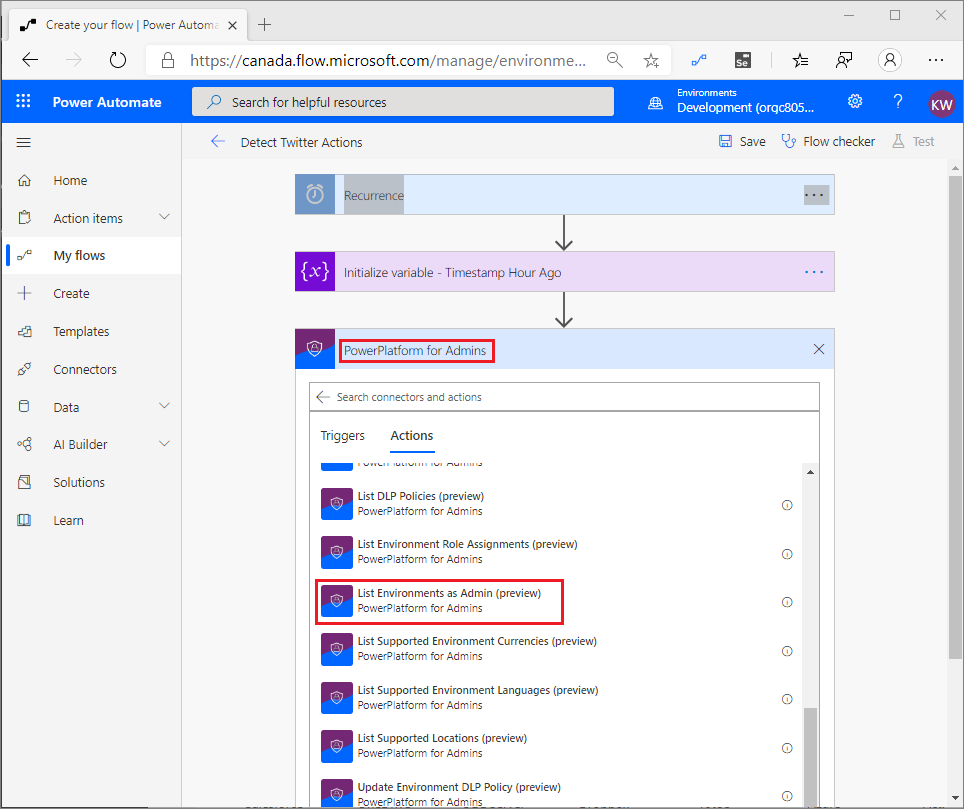 Create your flow | Power Automa
https://canada.flow.microsoft.com/manage/environme...
Se
Power Automate
Search for helpful resources
Environments
Development (orgc805...
?
KW
Detect Twitter Actions
Save
Flow checker
Test
Home
Action items
My flows
Create
Templates
Connectors
Data
AI Builder
Solutions
Learn
Recurrence
{x}
Initialize variable - Timestamp Hour Ago
PowerPlatform for Admins
Search connectors and actions
Triggers
Actions
PowerPlatform for Admins
List DLP Policies (preview)
PowerPlatform for Admins
List Environment Role Assignments (preview)
PowerPlatform for Admins
List Environments as Admin (preview)
PowerPlatform for Admins
List Supported Environment Currencies (preview)
PowerPlatform for Admins
List Supported Environment Languages (preview)
PowerPlatform for Admins
List Supported Locations (preview)
PowerPlatform for Admins
Update Environment DLP Policy (preview)
PowerPlatform for Admins